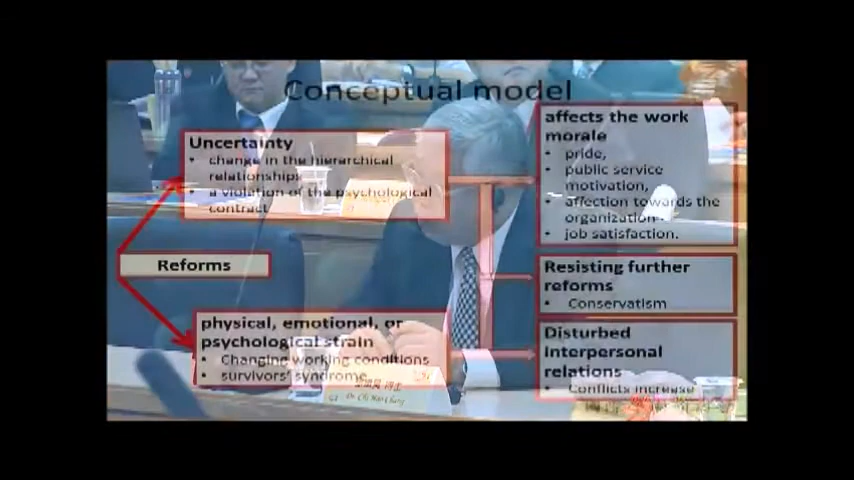 Conceptual model
Uncertainty
• change in the hierarchical
relationships
• a violation of the psychological
contract
Reforms
physical, emotional, or
psychological strain
• Changing working conditions
• survivors' syndrome
affects the work
morale
• pride,
• public service
motivation,
• affection towards the
organization
• job satisfaction.
Resisting further
reforms
• Conservatism
Disturbed
interpersonal
relations
• Conflicts increase